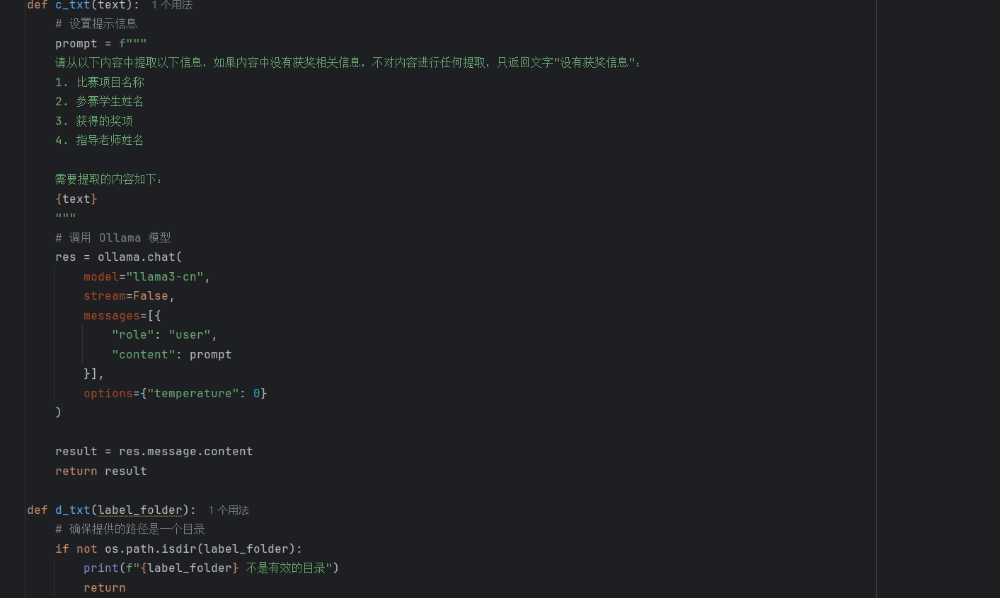 def c_txt(text): 1 个用法
# 设置提示信息
prompt = f"""
请从以下内容中提取以下信息，如果内容中没有获奖相关信息，不对内容进行任何提取，只返回文字"没有获奖信息"：
1. 比赛项目名称
2. 参赛学生姓名
3. 获得的奖项
4. 指导老师姓名
需要提取的内容如下：
{text}
"""
# 调用 Ollama 模型
res = ollama.chat(
model="llama3-cn",
stream=False,
messages=[{
"role": "user",
"content": prompt
}],
options={"temperature": 0}
)
result = res.message.content
return result
def d_txt(label_folder): 1 个用法
# 确保提供的路径是一个目录
if not os.path.isdir(label_folder):
print(f"{label_folder} 不是有效的目录")
return